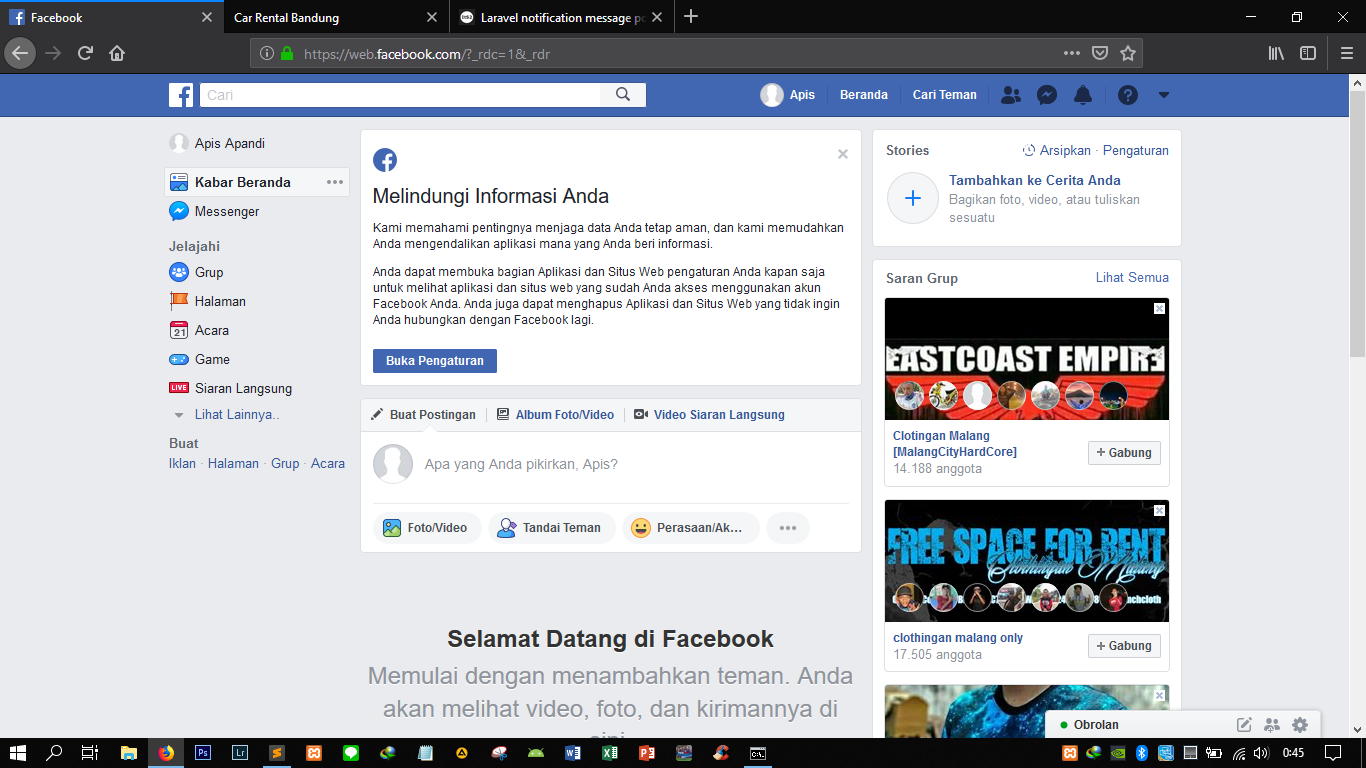 Facebook
Car Rental Bandung
Laravel notification message po
https://web.facebook.com/?_rdc=1&_rdr
Cari
Apis
Beranda
Cari Teman
Apis Apandi
Kabar Beranda
Messenger
Jelajahi
Grup
Halaman
21
Acara
Game
LIVE
Siaran Langsung
Lihat Lainnya..
Buat
Iklan · Halaman · Grup · Acara
Melindungi Informasi Anda
Kami memahami pentingnya menjaga data Anda tetap aman, dan kami memudahkan
Anda mengendalikan aplikasi mana yang Anda beri informasi.
Anda dapat membuka bagian Aplikasi dan Situs Web pengaturan Anda kapan saja
untuk melihat aplikasi dan situs web yang sudah Anda akses menggunakan akun
Facebook Anda. Anda juga dapat menghapus Aplikasi dan Situs Web yang tidak ingin
Anda hubungkan dengan Facebook lagi.
Buka Pengaturan
Buat Postingan
Album Foto/Video
Video Siaran Langsung
Apa yang Anda pikirkan, Apis?
Foto/Video
Tandai Teman
Perasaan/Ak...
Selamat Datang di Facebook
Memulai dengan menambahkan teman. Anda
akan melihat video, foto, dan kirimannya di
sini.
Stories
Arsipkan · Pengaturan
Tambahkan ke Cerita Anda
Bagikan foto, video, atau tuliskan
sesuatu
Saran Grup
Lihat Semua
EASTCOAST EMPIRE
Clotingan Malang
[MalangCityHardCore]
14.188 anggota
+ Gabung
FREE SPACE FOR RENT
Clothingan Malang
clothingan malang only
17.505 anggota
+ Gabung
Obrolan
0:45